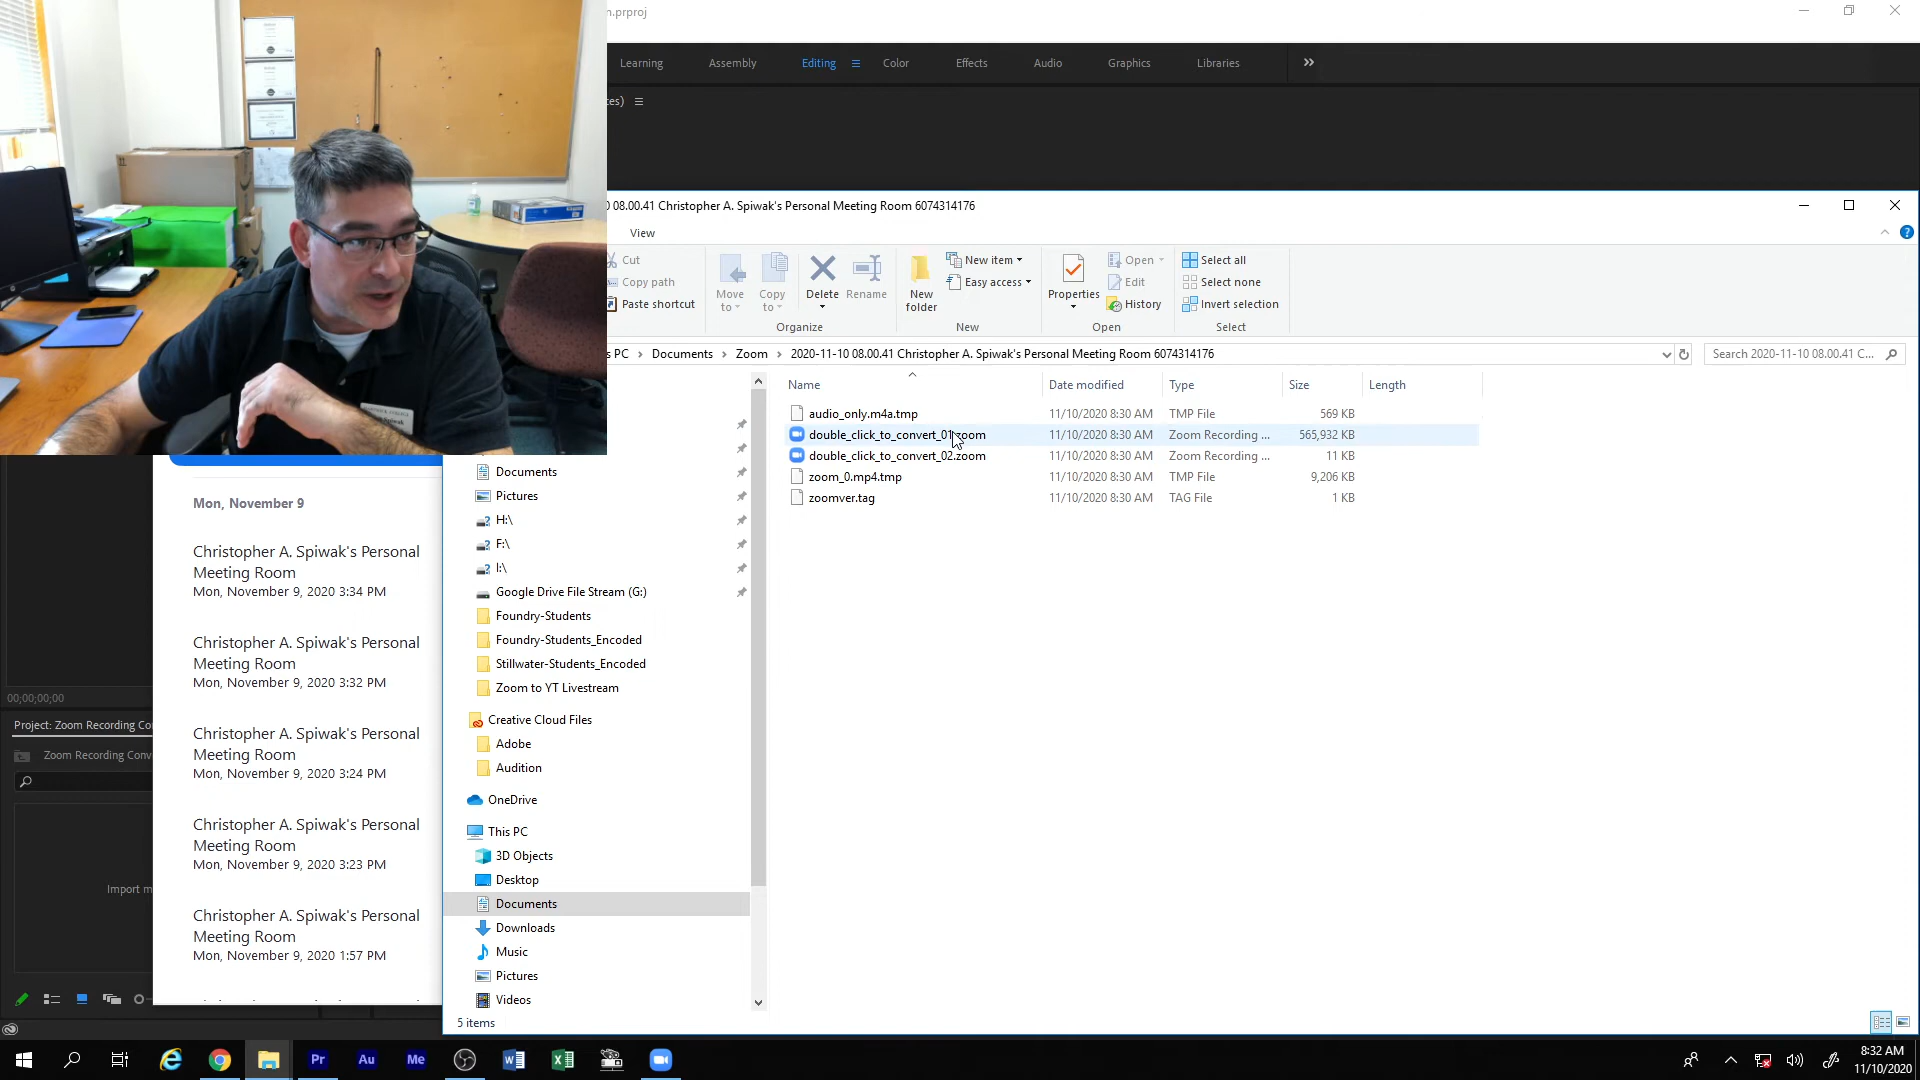 n.prproj
Learning
Assembly
Editing
Color
Effects
Audio
Graphics
Libraries
ces)
0 08.00.41 Christopher A. Spiwak's Personal Meeting Room 6074314176
View
Cut
Copy path
Paste shortcut
Move to
Copy to
Delete
Rename
Organize
New folder
New item
Easy access
New
Properties
Open
Edit
History
Open
Select all
Select none
Invert selection
Select
s PC > Documents > Zoom > 2020-11-10 08.00.41 Christopher A. Spiwak's Personal Meeting Room 6074314176
Search 2020-11-10 08.00.41 C...
Name Date modified Type Size Length
audio_only.m4a.tmp 11/10/2020 8:30 AM TMP File 569 KB
double_click_to_convert_01.zoom 11/10/2020 8:30 AM Zoom Recording ... 565,932 KB
double_click_to_convert_02.zoom 11/10/2020 8:30 AM Zoom Recording ... 11 KB
zoom_0.mp4.tmp 11/10/2020 8:30 AM TMP File 9,206 KB
zoomver.tag 11/10/2020 8:30 AM TAG File 1 KB
Documents
Pictures
H:\
F:\
I:\
Google Drive File Stream (G:)
Foundry-Students
Foundry-Students_Encoded
Stillwater-Students_Encoded
Zoom to YT Livestream
Creative Cloud Files
Adobe
Audition
OneDrive
This PC
3D Objects
Desktop
Documents
Downloads
Music
Pictures
Videos
5 items
Mon, November 9
Christopher A. Spiwak's Personal
Meeting Room
Mon, November 9, 2020 3:34 PM
Christopher A. Spiwak's Personal
Meeting Room
Mon, November 9, 2020 3:32 PM
Christopher A. Spiwak's Personal
Meeting Room
Mon, November 9, 2020 3:24 PM
Christopher A. Spiwak's Personal
Meeting Room
Mon, November 9, 2020 3:23 PM
Christopher A. Spiwak's Personal
Meeting Room
Mon, November 9, 2020 1:57 PM
00;00;00;00
Project: Zoom Recording Co
Zoom Recording Conv
Import m
Pr
Au
Me
8:32 AM
11/10/2020